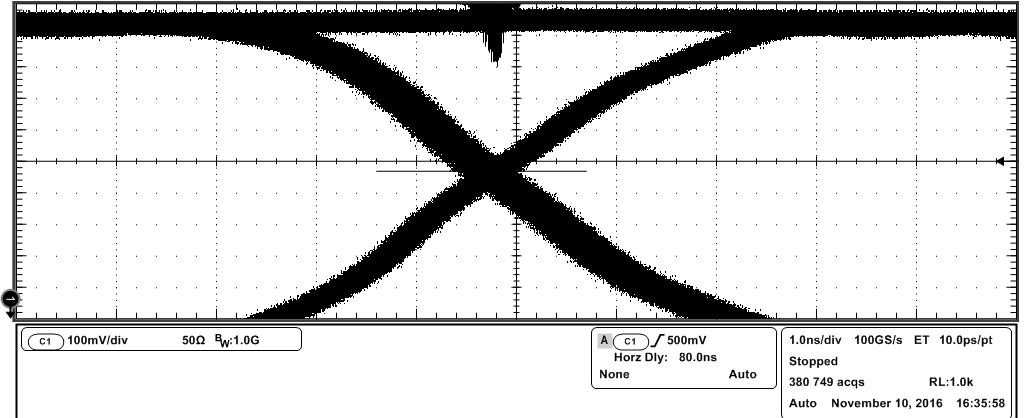 1
C1 100mV/div 50Ω BW:1.0G
A C1 500mV
Horz Dly: 80.0ns
None Auto
1.0ns/div 100GS/s ET 10.0ps/pt
Stopped
380 749 acqs RL:1.0k
Auto November 10, 2016 16:35:58